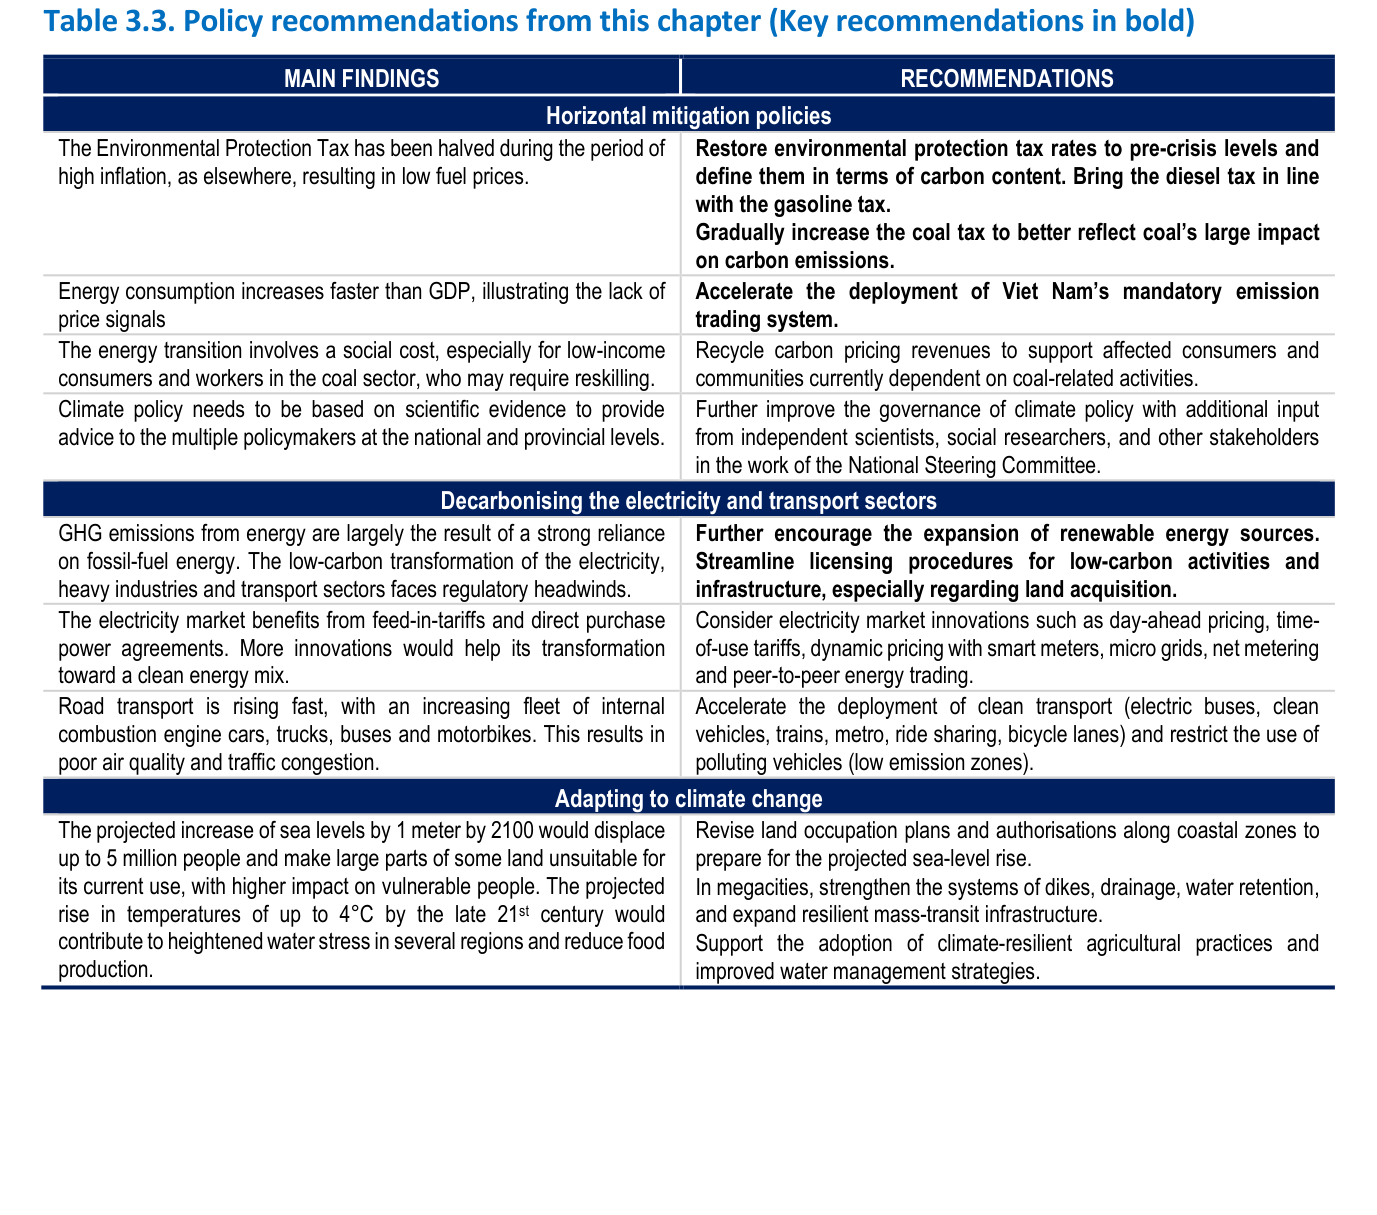 Table 3.3. Policy recommendations from this chapter (Key recommendations in bold)
MAIN FINDINGS
RECOMMENDATIONS
Horizontal mitigation policies
The Environmental Protection Tax has been halved during the period of
high inflation, as elsewhere, resulting in low fuel prices.
Restore environmental protection tax rates to pre-crisis levels and
define them in terms of carbon content. Bring the diesel tax in line
with the gasoline tax.
Gradually increase the coal tax to better reflect coal’s large impact
on carbon emissions.
Energy consumption increases faster than GDP, illustrating the lack of
price signals
Accelerate the deployment of Viet Nam’s mandatory emission
trading system.
The energy transition involves a social cost, especially for low-income
consumers and workers in the coal sector, who may require reskilling.
Recycle carbon pricing revenues to support affected consumers and
communities currently dependent on coal-related activities.
Climate policy needs to be based on scientific evidence to provide
advice to the multiple policymakers at the national and provincial levels.
Further improve the governance of climate policy with additional input
from independent scientists, social researchers, and other stakeholders
in the work of the National Steering Committee.
Decarbonising the electricity and transport sectors
GHG emissions from energy are largely the result of a strong reliance
on fossil-fuel energy. The low-carbon transformation of the electricity,
heavy industries and transport sectors faces regulatory headwinds.
Further encourage the expansion of renewable energy sources.
Streamline licensing procedures for low-carbon activities and
infrastructure, especially regarding land acquisition.
The electricity market benefits from feed-in-tariffs and direct purchase
power agreements. More innovations would help its transformation
toward a clean energy mix.
Consider electricity market innovations such as day-ahead pricing, time-
of-use tariffs, dynamic pricing with smart meters, micro grids, net metering
and peer-to-peer energy trading.
Road transport is rising fast, with an increasing fleet of internal
combustion engine cars, trucks, buses and motorbikes. This results in
poor air quality and traffic congestion.
Accelerate the deployment of clean transport (electric buses, clean
vehicles, trains, metro, ride sharing, bicycle lanes) and restrict the use of
polluting vehicles (low emission zones).
Adapting to climate change
The projected increase of sea levels by 1 meter by 2100 would displace
up to 5 million people and make large parts of some land unsuitable for
its current use, with higher impact on vulnerable people. The projected
rise in temperatures of up to 4°C by the late 21st century would
contribute to heightened water stress in several regions and reduce food
production.
Revise land occupation plans and authorisations along coastal zones to
prepare for the projected sea-level rise.
In megacities, strengthen the systems of dikes, drainage, water retention,
and expand resilient mass-transit infrastructure.
Support the adoption of climate-resilient agricultural practices and
improved water management strategies.